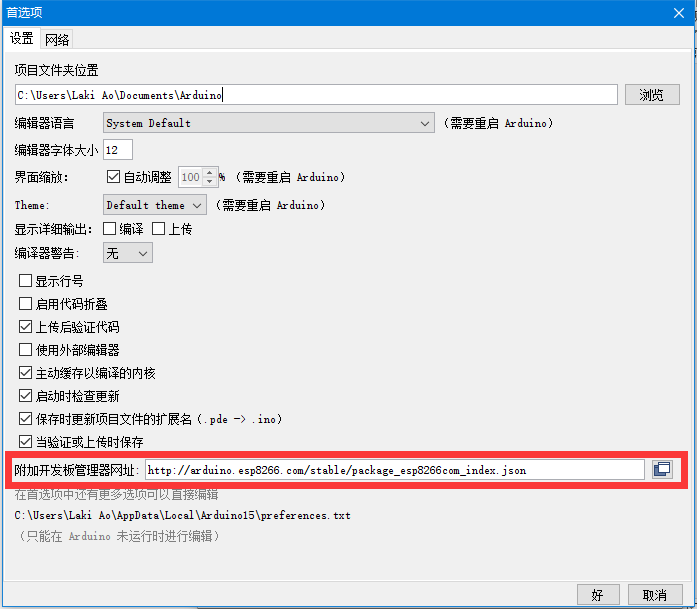 首选项
设置 网络
项目文件夹位置
C:\Users\Laki Ao\Documents\Arduino 浏览
编辑器语言 System Default （需要重启 Arduino）
编辑器字体大小 12
界面缩放： 自动调整 100 % （需要重启 Arduino）
Theme: Default theme （需要重启 Arduino）
显示详细输出： 编译 上传
编译器警告： 无
显示行号
启用代码折叠
上传后验证代码
使用外部编辑器
主动缓存以编译的内核
启动时检查更新
保存时更新项目文件的扩展名（.pde -> .ino）
当验证或上传时保存
附加开发板管理器网址: http://arduino.esp8266.com/stable/package_esp8266com_index.json
在首选项中还有更多选项可以直接编辑
C:\Users\Laki Ao\AppData\Local\Arduino15\preferences.txt
（只能在 Arduino 未运行时进行编辑）
好 取消